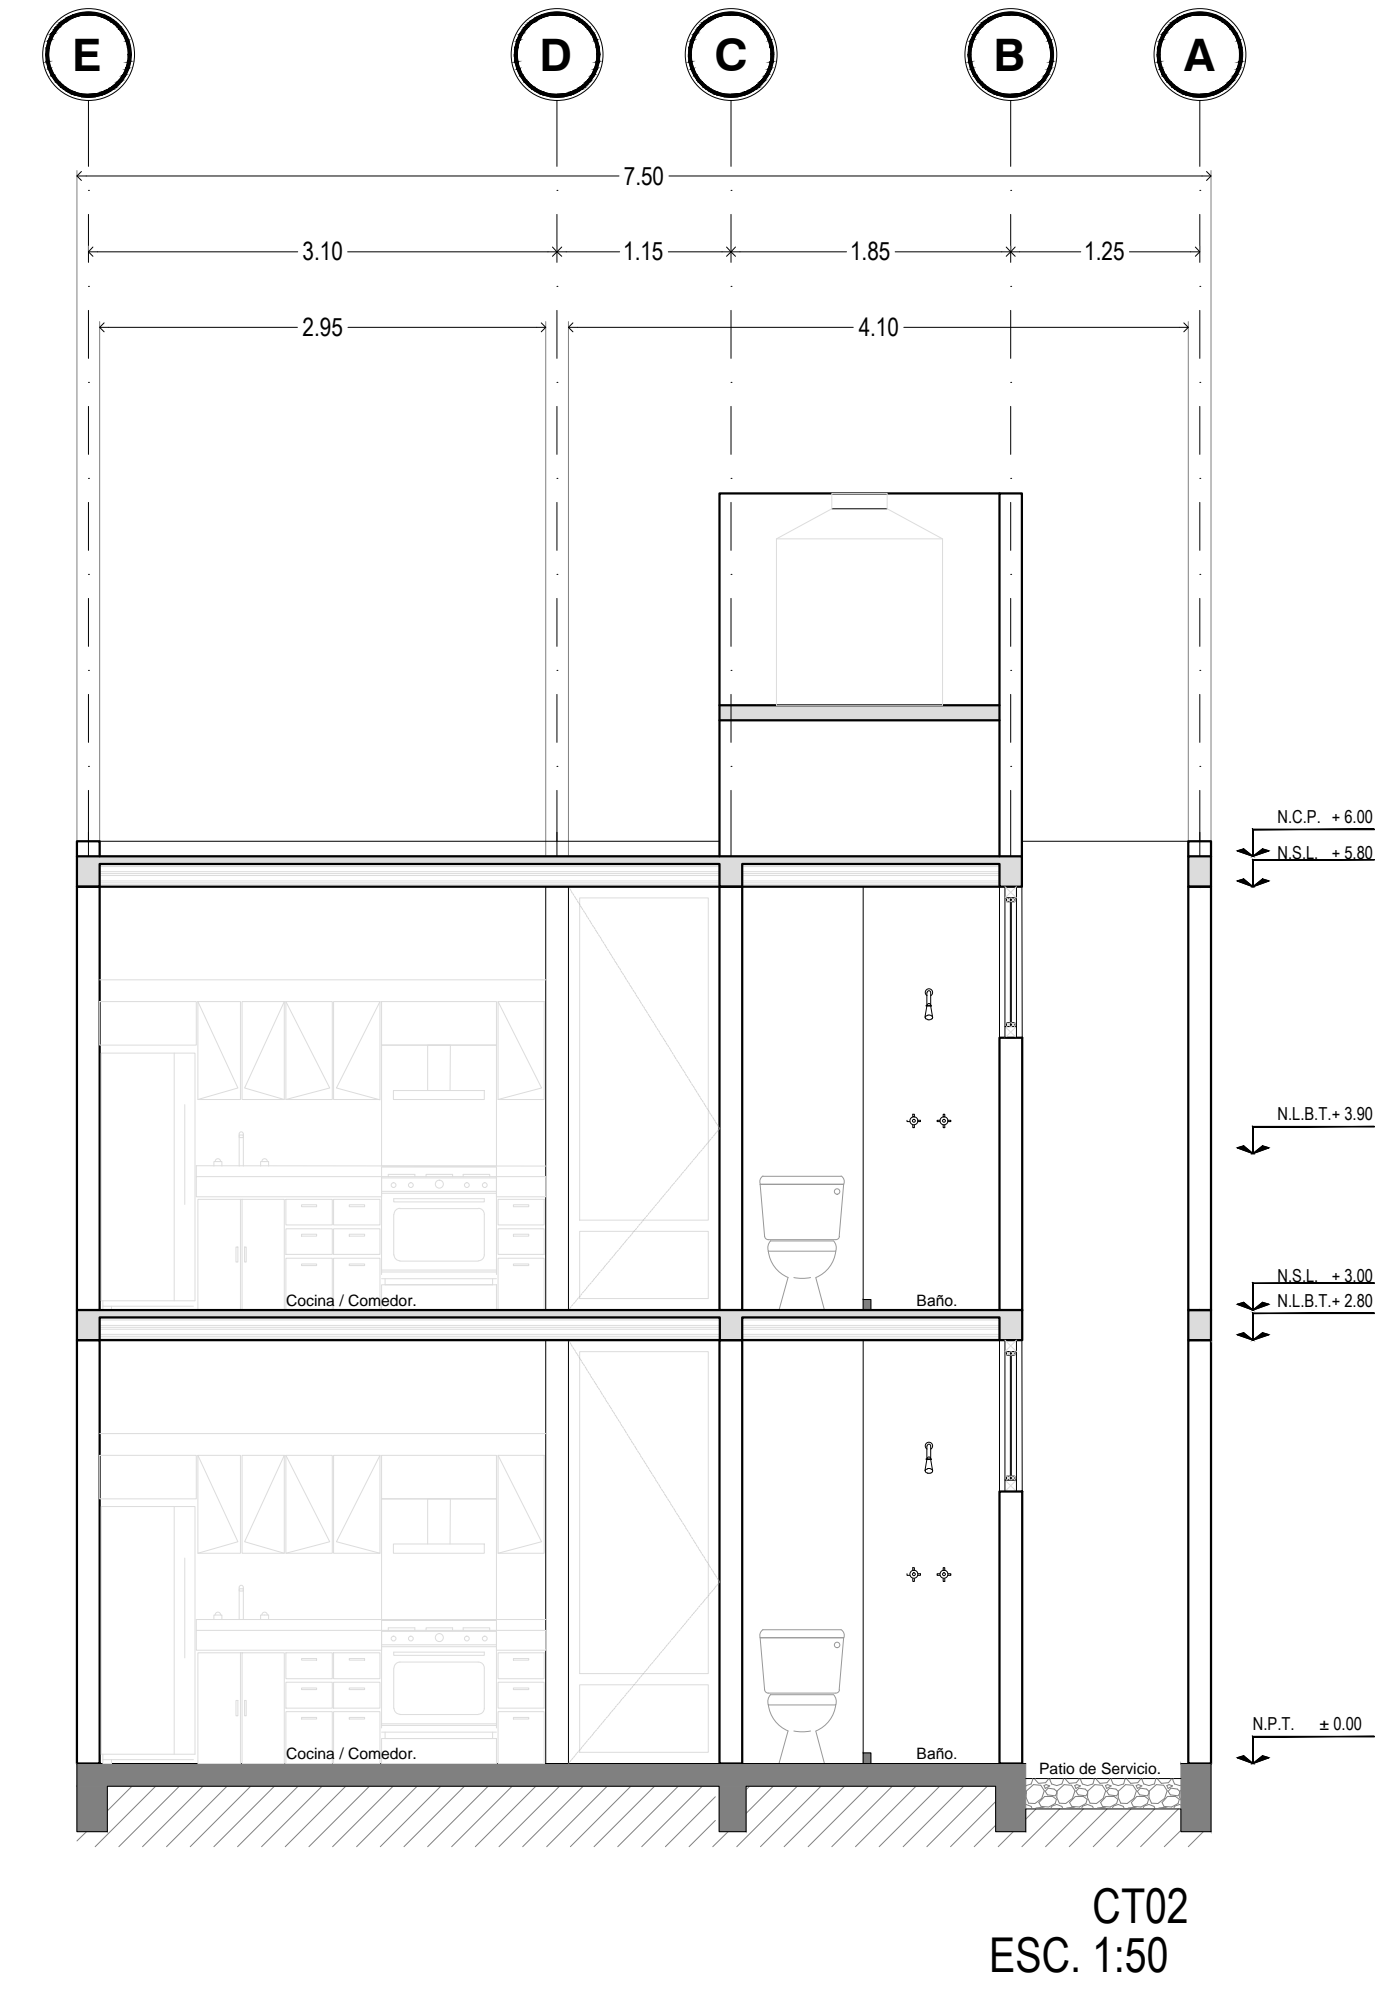 E D C B A
7.50
3.10 1.15 1.85 1.25
2.95 4.10
N.C.P. + 6.00
N.S.L. + 5.80
N.L.B.T.+ 3.90
N.S.L. + 3.00
Cocina / Comedor. Baño. N.L.B.T.+ 2.80
N.P.T. ± 0.00
Cocina / Comedor. Baño.
Patio de Servicio.
CT02
ESC. 1:50